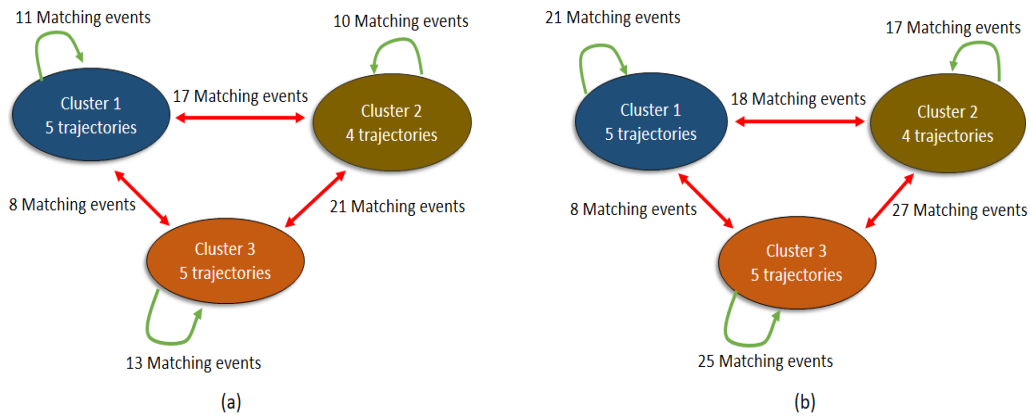 11 Matching events
10 Matching events
Cluster 1
5 trajectories
17 Matching events
Cluster 2
4 trajectories
8 Matching events
21 Matching events
Cluster 3
5 trajectories
13 Matching events
(a)
21 Matching events
17 Matching events
Cluster 1
5 trajectories
18 Matching events
Cluster 2
4 trajectories
8 Matching events
27 Matching events
Cluster 3
5 trajectories
25 Matching events
(b)